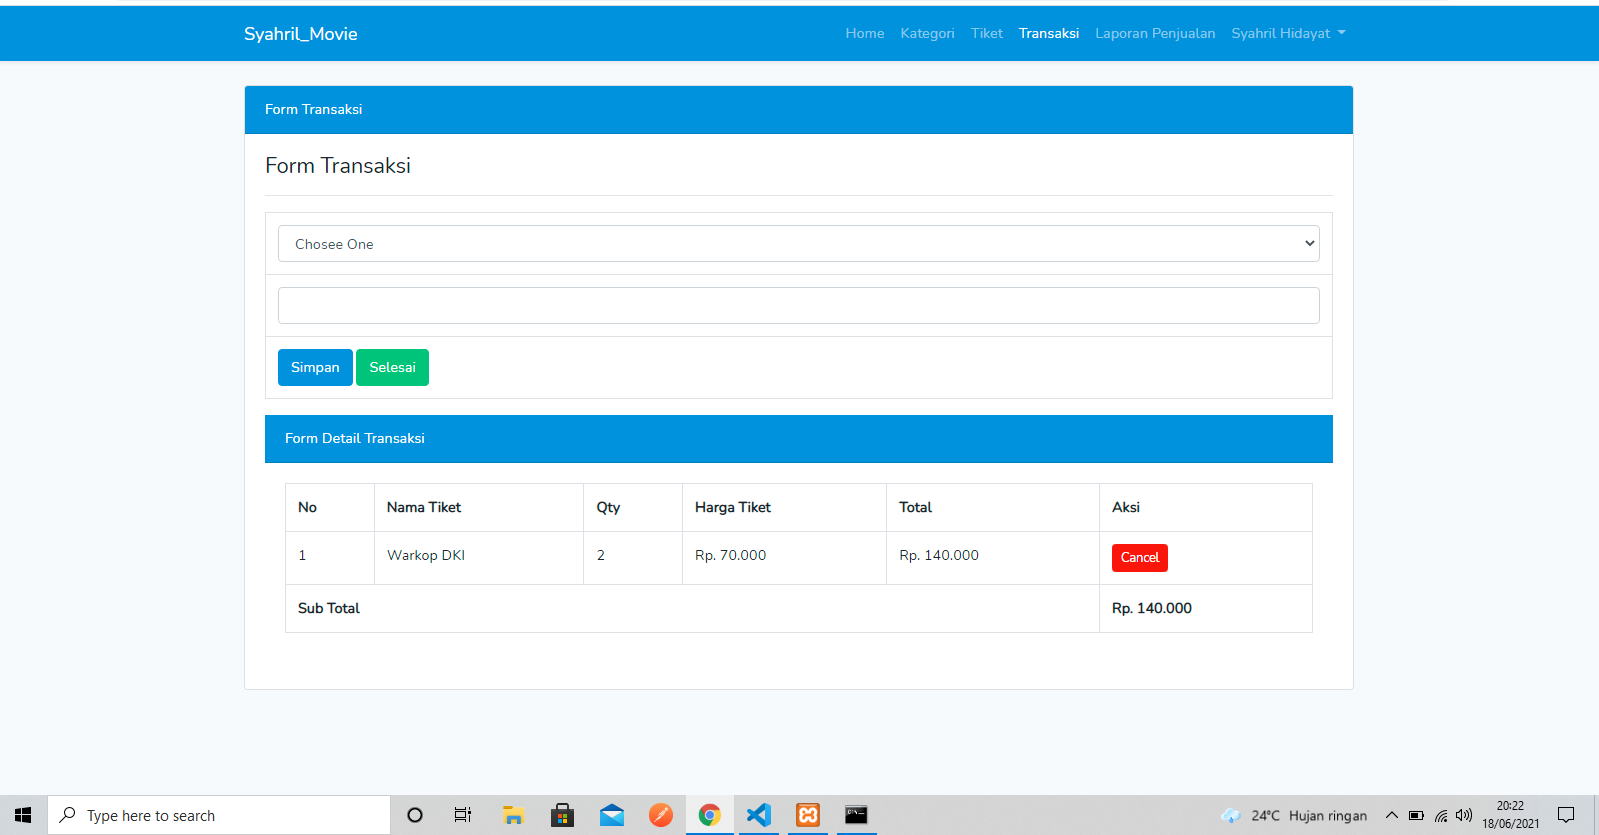 Syahril_Movie Home Kategori Tiket Transaksi Laporan Penjualan Syahril Hidayat
Form Transaksi
Form Transaksi
Chosee One
Simpan Selesai
Form Detail Transaksi
No Nama Tiket Qty Harga Tiket Total Aksi
1 Warkop DKI 2 Rp. 70.000 Rp. 140.000 Cancel
Sub Total Rp. 140.000
Type here to search 24°C Hujan ringan 20:22
18/06/2021